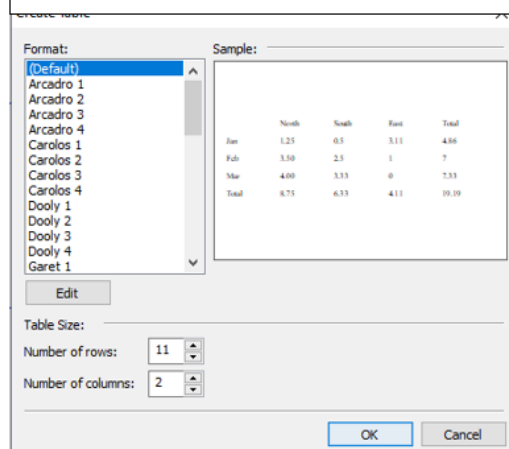 Create Table
Format:
Sample:
(Default)
Arcadro 1
Arcadro 2
Arcadro 3
Arcadro 4
Carolos 1
Carolos 2
Carolos 3
Carolos 4
Dooly 1
Dooly 2
Dooly 3
Dooly 4
Garet 1
North South East Total
Jan 1.25 0.5 3.11 4.86
Feb 3.50 2.5 1 7
Mar 4.00 3.33 0 7.33
Total 8.75 6.33 4.11 19.19
Edit
Table Size:
Number of rows: 11
Number of columns: 2
OK Cancel